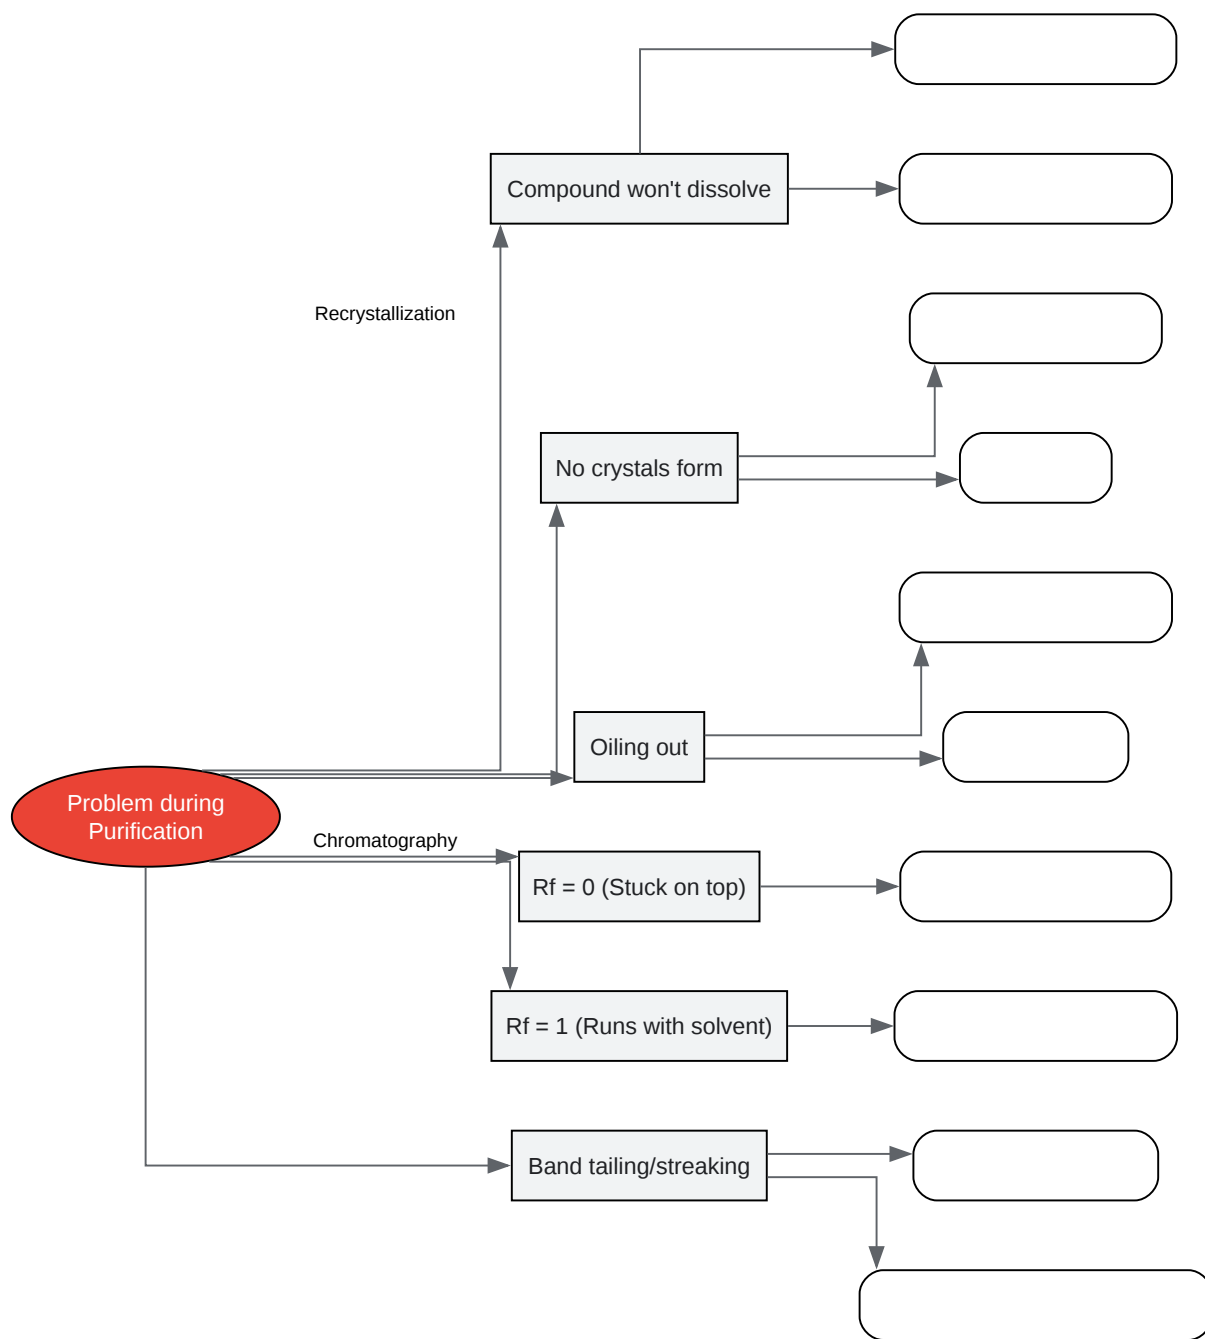 Compound won't dissolve
Recrystallization
No crystals form
Oiling out
Problem during
Purification
Chromatography
Rf = 0 (Stuck on top)
Rf = 1 (Runs with solvent)
Band tailing/streaking